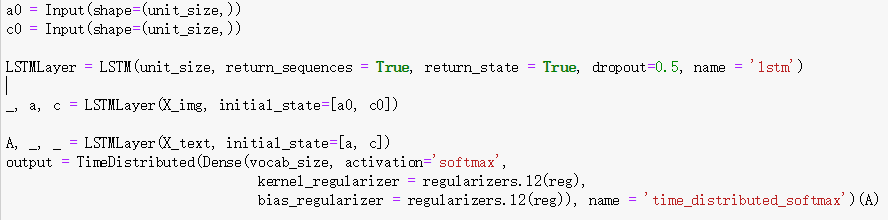 a0 = Input(shape=(unit_size,))
c0 = Input(shape=(unit_size,))
LSTMLayer = LSTM(unit_size, return_sequences = True, return_state = True, dropout=0.5, name = 'lstm')
_, a, c = LSTMLayer(X_img, initial_state=[a0, c0])
A, _, _ = LSTMLayer(X_text, initial_state=[a, c])
output = TimeDistributed(Dense(vocab_size, activation='softmax',
kernel_regularizer = regularizers.l2(reg),
bias_regularizer = regularizers.l2(reg)), name = 'time_distributed_softmax')(A)